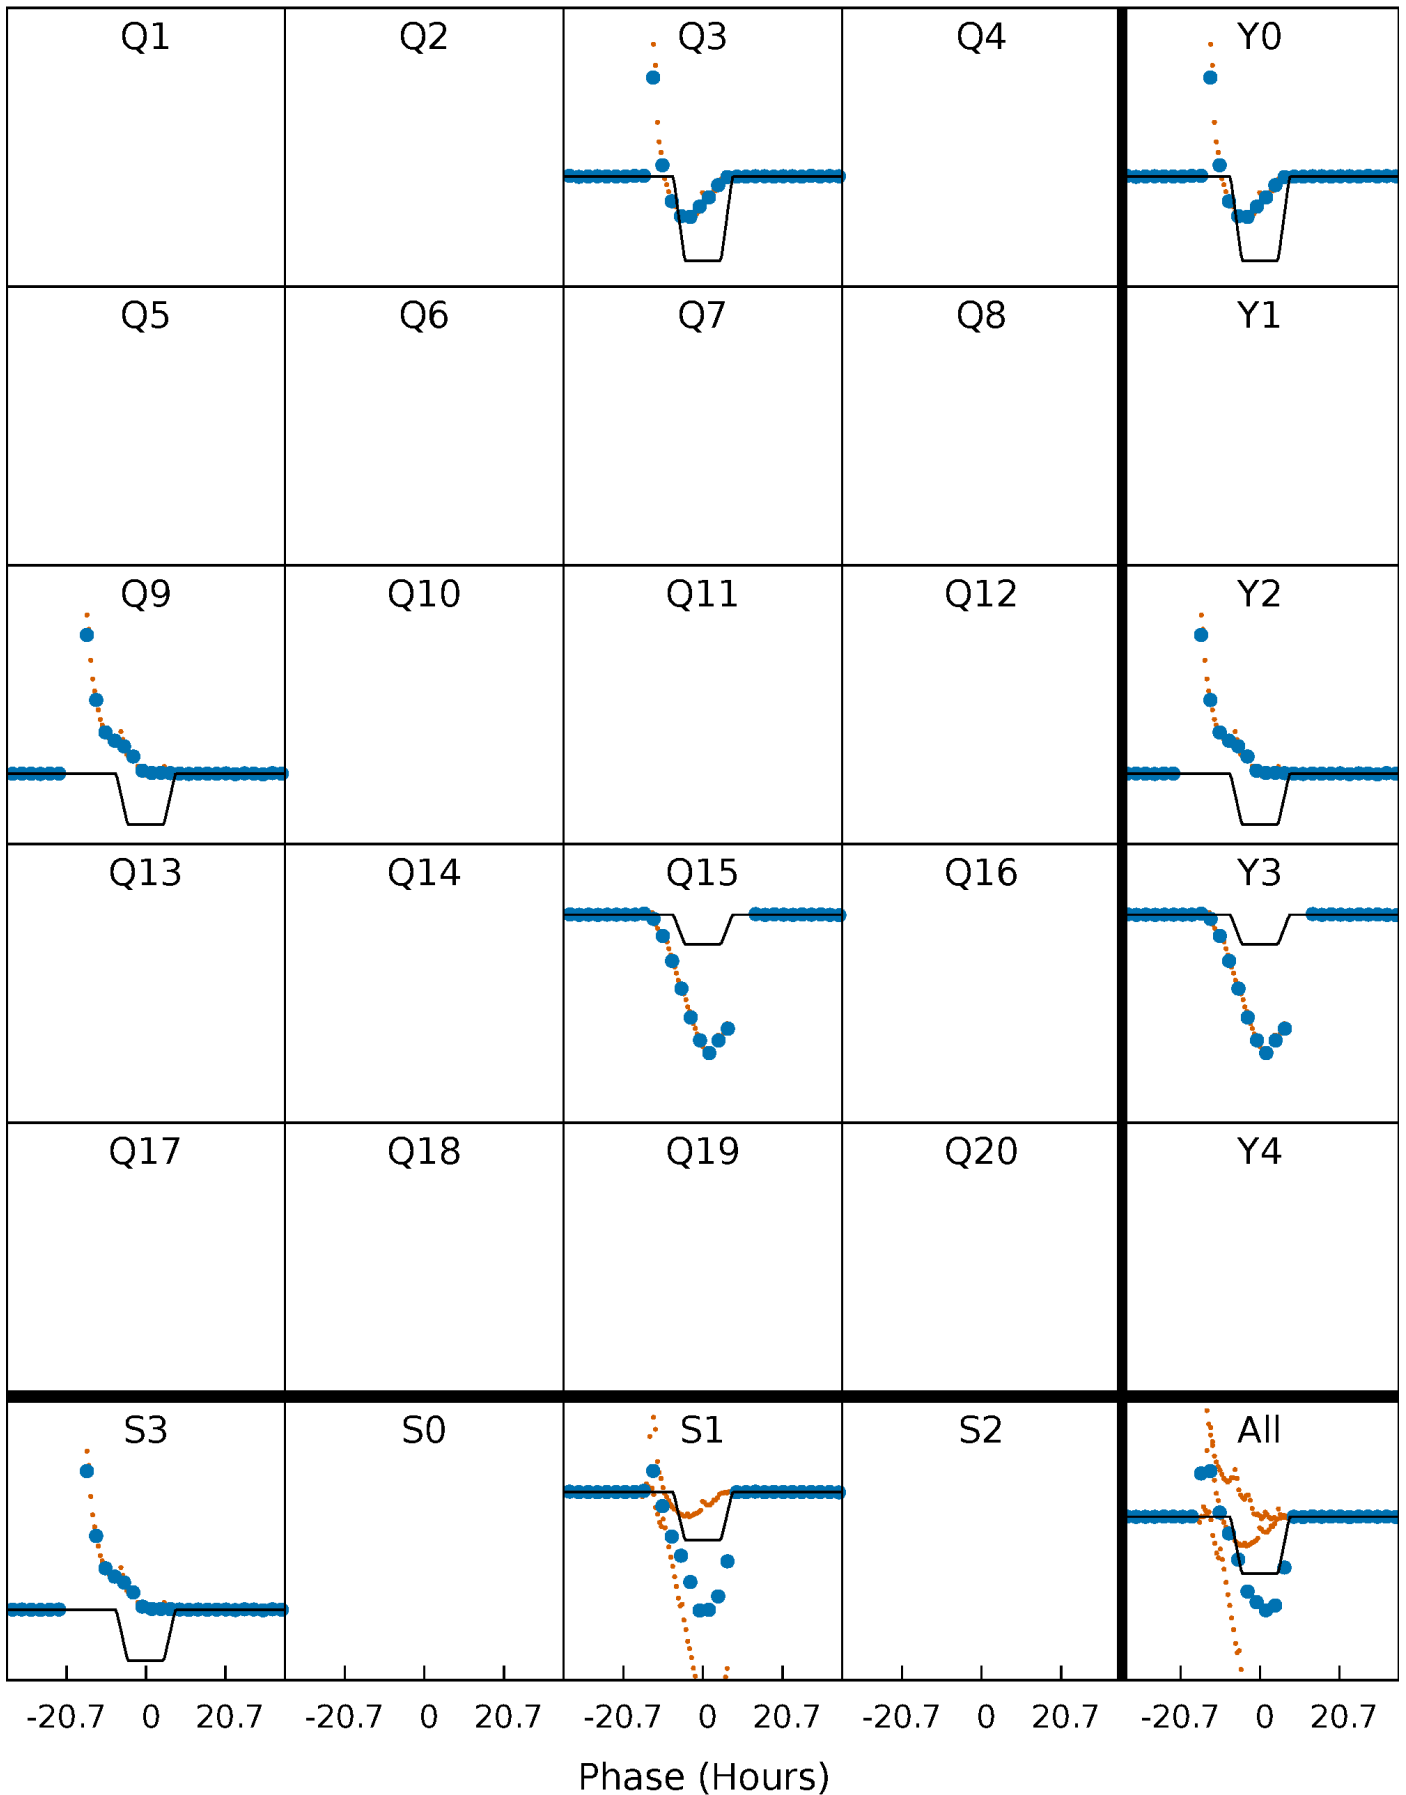 Q1 Q2 Q3 Q4 Y0
Q5 Q6 Q7 Q8 Y1
Q9 Q10 Q11 Q12 Y2
Q13 Q14 Q15 Q16 Y3
Q17 Q18 Q19 Q20 Y4
S3 S0 S1 S2 All
-20.7 0 20.7 -20.7 0 20.7 -20.7 0 20.7 -20.7 0 20.7 -20.7 0 20.7
Phase (Hours)